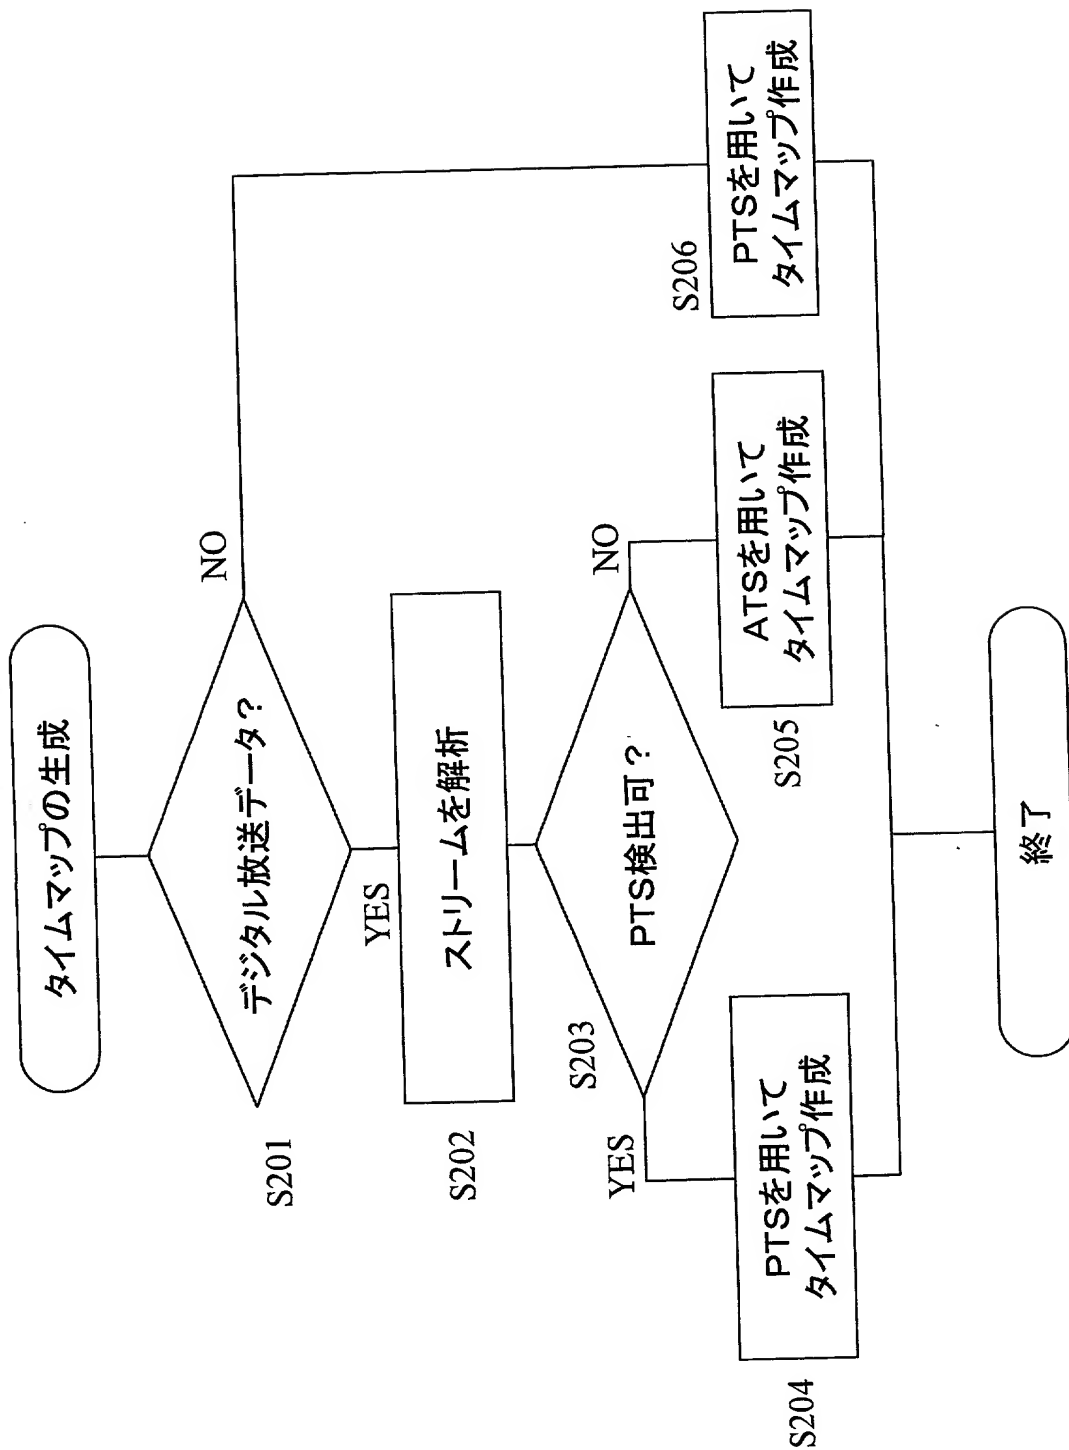 タイムマップの生成
デジタル放送データ？
S201
NO
YES
ストリームを解析
S202
PTS検出可？
S203
YES
NO
PTSを用いて
タイムマップ作成
S204
ATSを用いて
タイムマップ作成
S205
PTSを用いて
タイムマップ作成
S206
終了